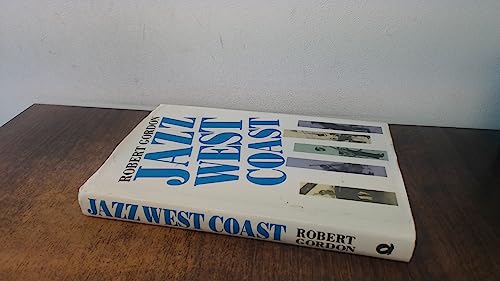 ROBERT GORDON
JAZZ
WEST
COAST
JAZZ WEST COAST
ROBERT
GORDON
Q